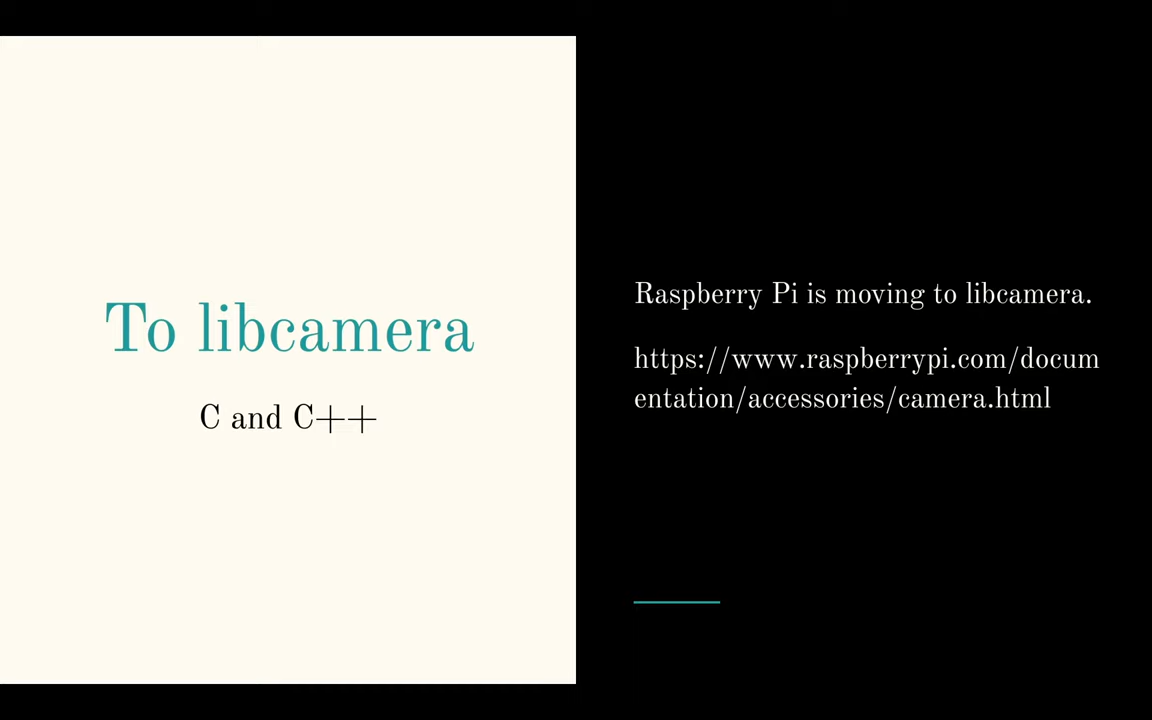 To libcamera
C and C++
Raspberry Pi is moving to libcamera.
https://www.raspberrypi.com/docum
entation/accessories/camera.html